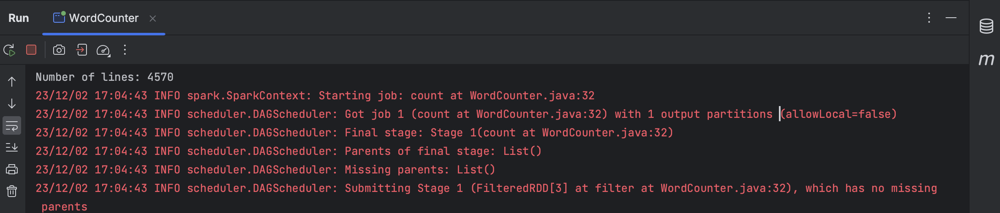 Run WordCounter
Number of lines: 4570
23/12/02 17:04:43 INFO spark.SparkContext: Starting job: count at WordCounter.java:32
23/12/02 17:04:43 INFO scheduler.DAGScheduler: Got job 1 (count at WordCounter.java:32) with 1 output partitions (allowLocal=false)
23/12/02 17:04:43 INFO scheduler.DAGScheduler: Final stage: Stage 1(count at WordCounter.java:32)
23/12/02 17:04:43 INFO scheduler.DAGScheduler: Parents of final stage: List()
23/12/02 17:04:43 INFO scheduler.DAGScheduler: Missing parents: List()
23/12/02 17:04:43 INFO scheduler.DAGScheduler: Submitting Stage 1 (FilteredRDD[3] at filter at WordCounter.java:32), which has no missing
parents
m